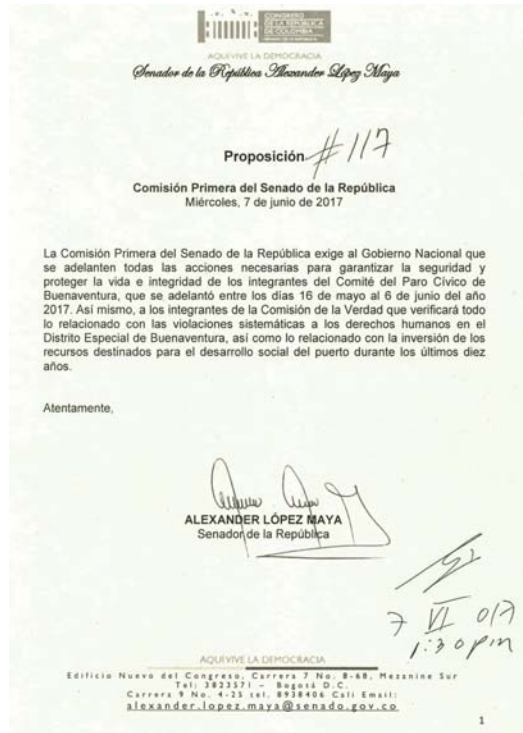 CONGRESO
DE LA REPÚBLICA
DE COLOMBIA
AQUÍ VIVE LA DEMOCRACIA
Senador de la República Alexander López Maya
Proposición # 117
Comisión Primera del Senado de la República
Miércoles, 7 de junio de 2017
La Comisión Primera del Senado de la República exige al Gobierno Nacional que
se adelanten todas las acciones necesarias para garantizar la seguridad y
proteger la vida e integridad de los integrantes del Comité del Paro Cívico de
Buenaventura, que se adelantó entre los días 16 de mayo al 6 de junio del año
2017. Así mismo, a los integrantes de la Comisión de la Verdad que verificará todo
lo relacionado con las violaciones sistemáticas a los derechos humanos en el
Distrito Especial de Buenaventura, así como lo relacionado con la inversión de los
recursos destinados para el desarrollo social del puerto durante los últimos diez
años.
Atentamente,
ALEXANDER LÓPEZ MAYA
Senador de la República
7 VI 017
1:30 pm
AQUÍ VIVE LA DEMOCRACIA
Edificio Nuevo del Congreso, Carrera 7 No. 8-68, Mezanine Sur
Tel: 3823571 – Bogotá D.C.
Carrera 9 No. 4-25 tel. 8938406 Cali Email:
alexander.lopez.maya@senado.gov.co
1